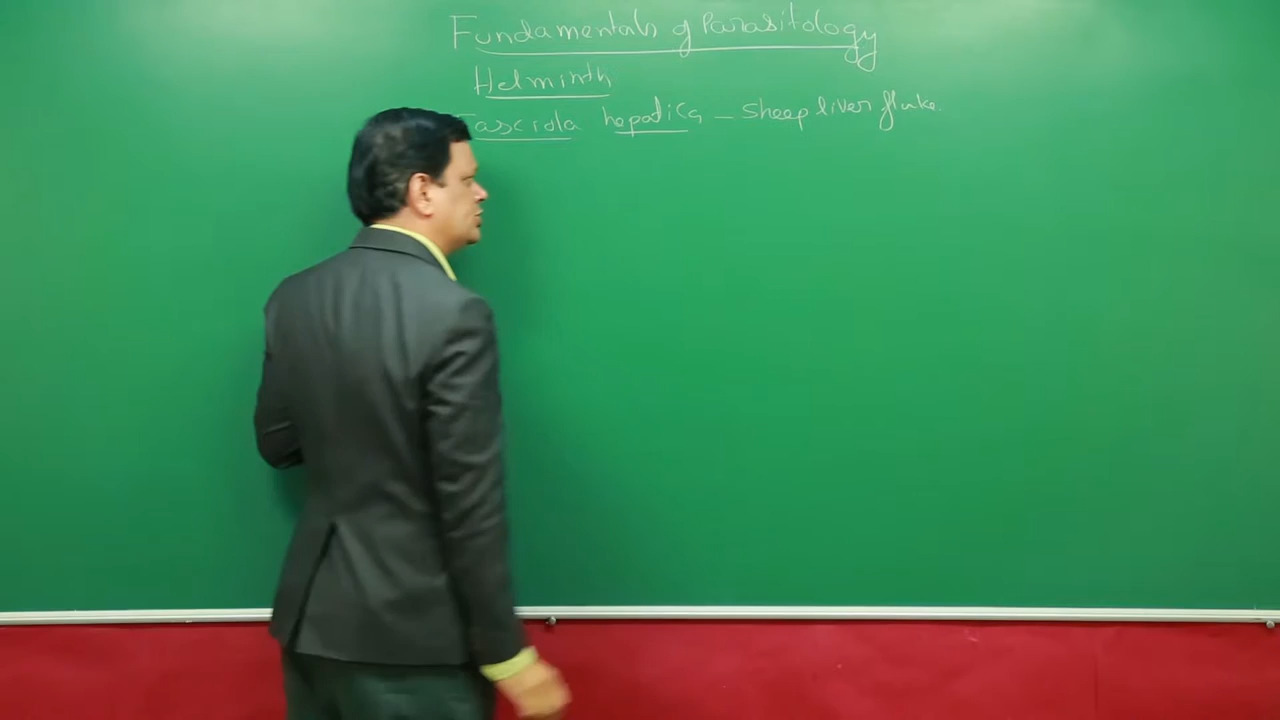 Fundamentals of Parasitology
Helminth
Fasciola hepatica - Sheep liver fluke.